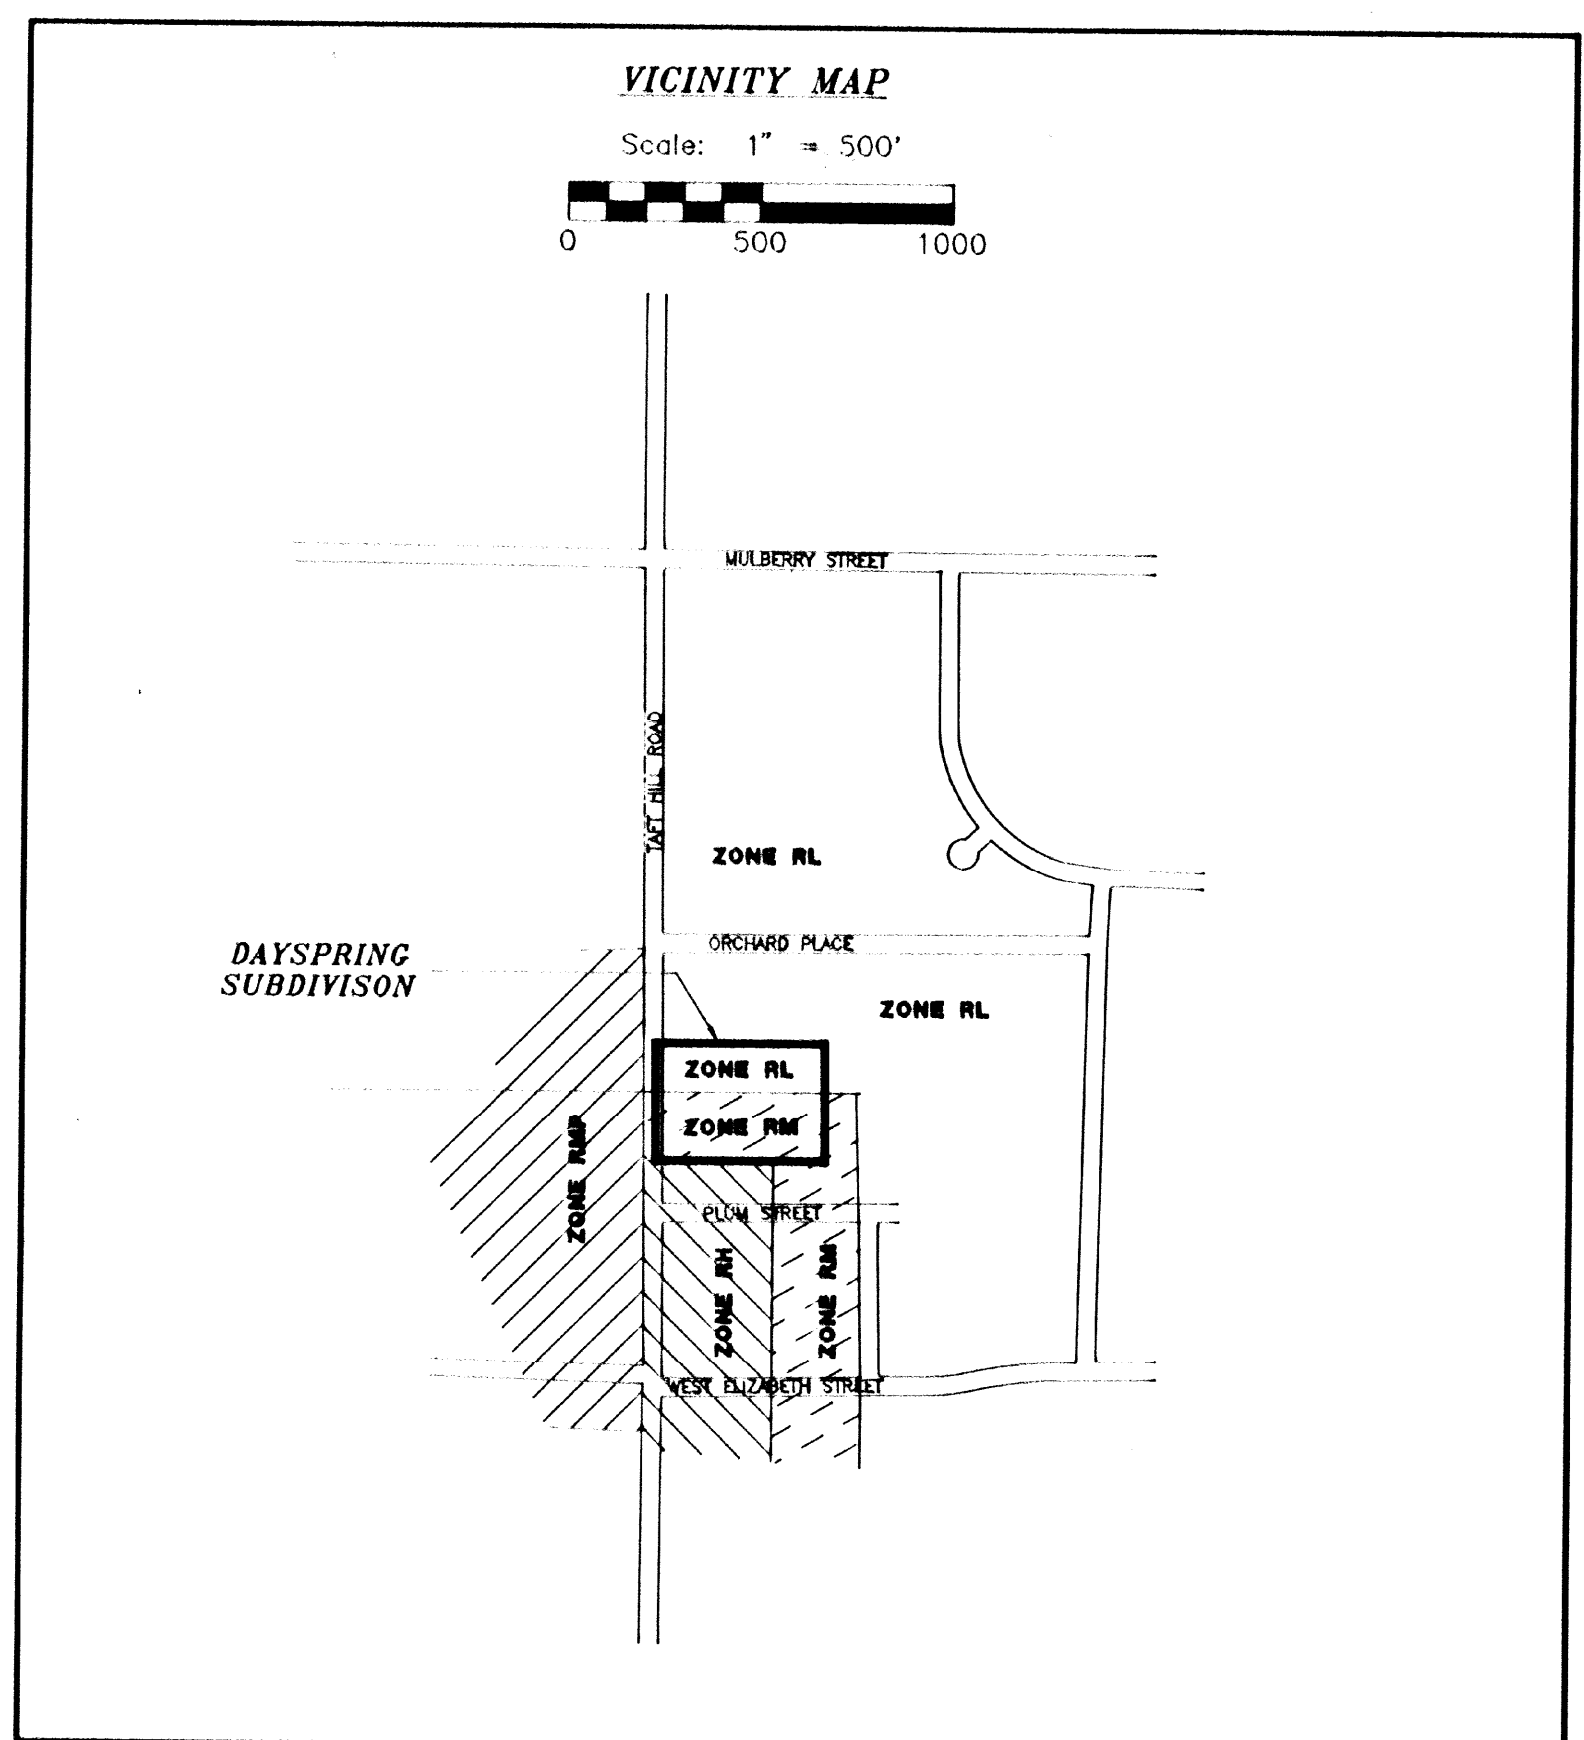 VICINITY MAP
Scale: 1" = 500'
0 500 1000
MULBERRY STREET
TAFT HILL ROAD
ZONE RL
ORCHARD PLACE
DAYSPRING
SUBDIVISON
ZONE RL
ZONE RL
ZONE RM
ZONE RMP
PLUM STREET
ZONE RH
ZONE RM
WEST ELIZABETH STREET